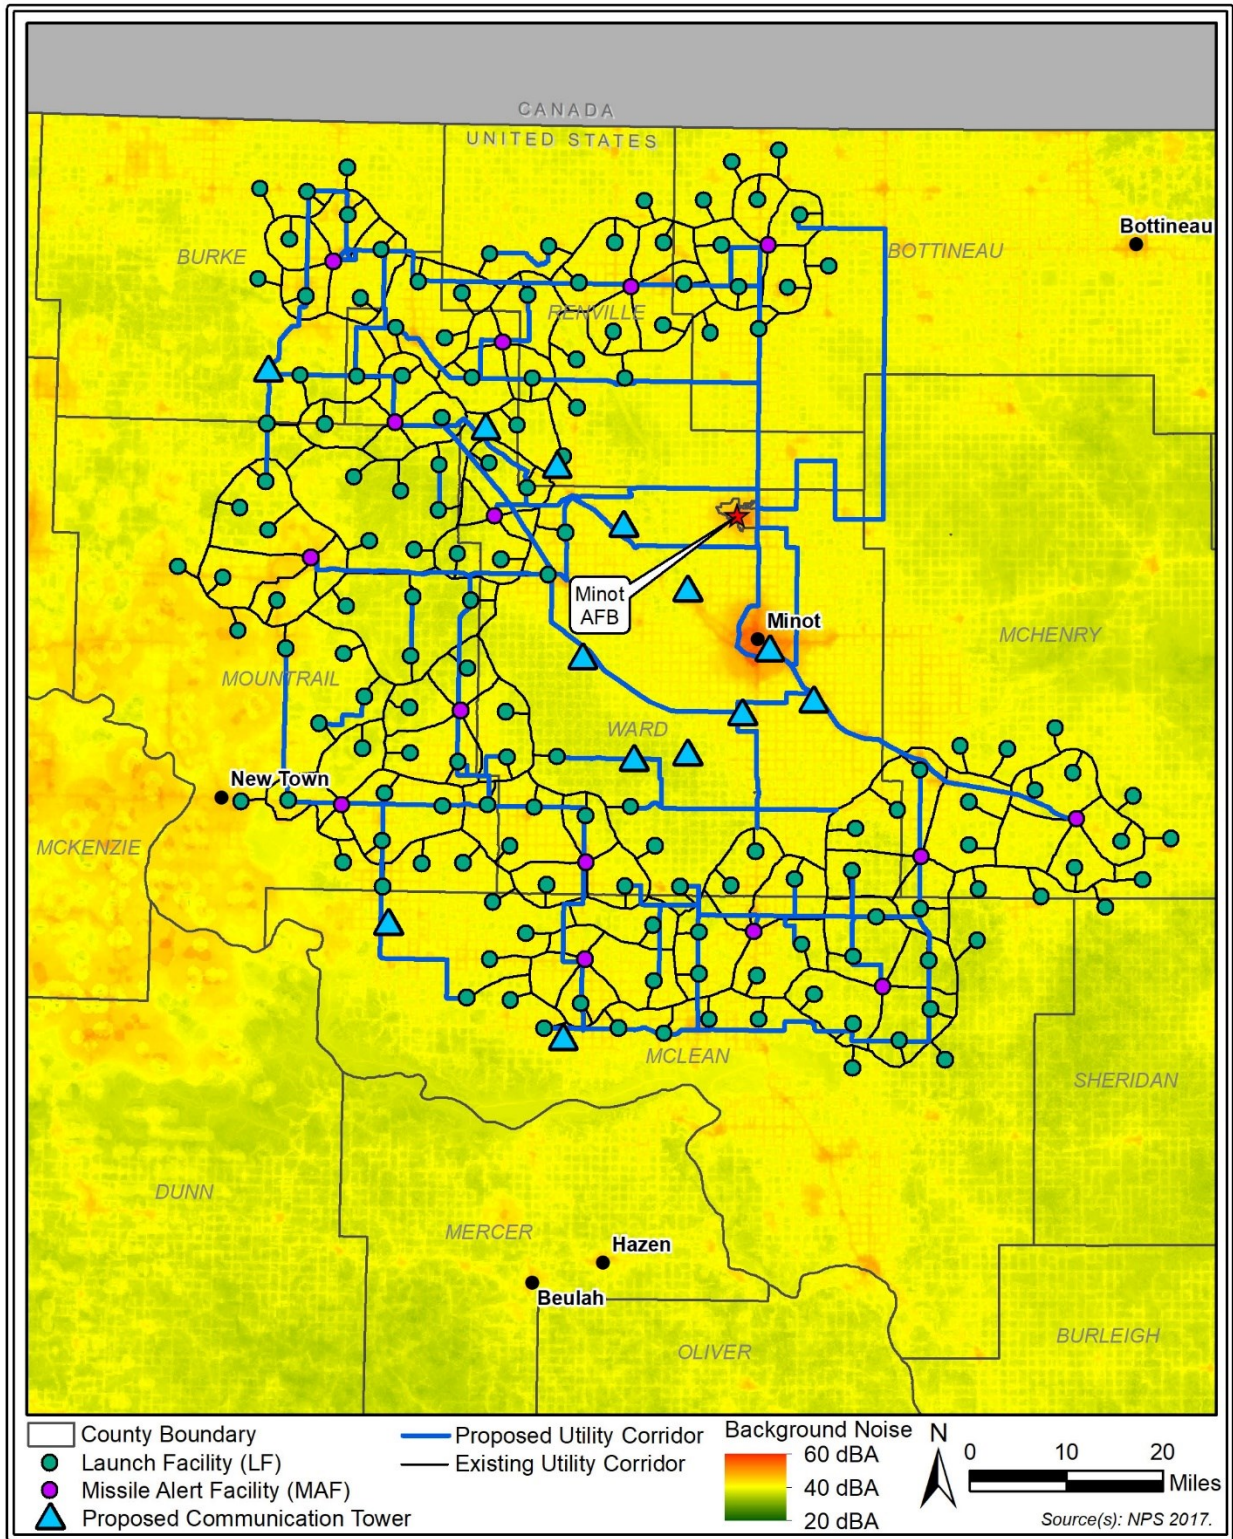 CANADA
UNITED STATES
Bottineau
BURKE
BOTTINEAU
RENVILLE
Minot
AFB
Minot
MCHENRY
MOUNTRAIL
WARD
New Town
MCKENZIE
MCLEAN
SHERIDAN
DUNN
MERCER
Hazen
Beulah
BURLEIGH
OLIVER
County Boundary
Launch Facility (LF)
Missile Alert Facility (MAF)
Proposed Communication Tower
Proposed Utility Corridor
Existing Utility Corridor
Background Noise
60 dBA
40 dBA
20 dBA
N
0 10 20
Miles
Source(s): NPS 2017.